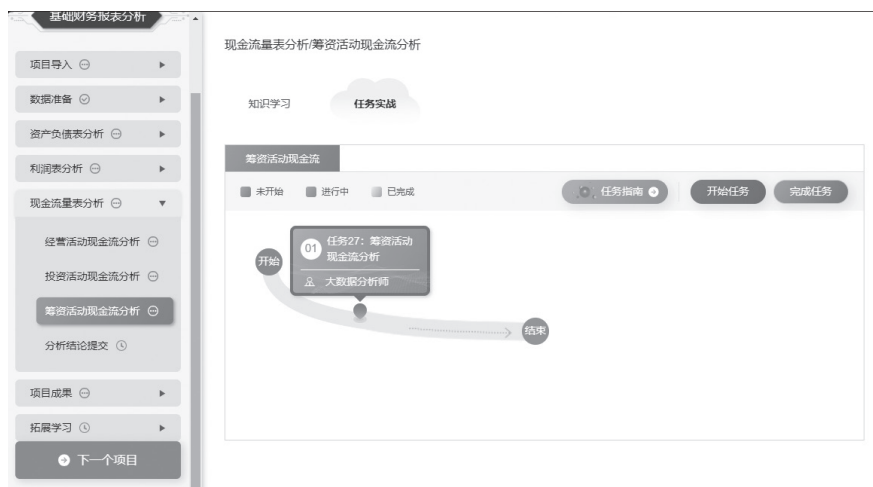 基础财务报表分析
项目导入
数据准备
资产负债表分析
利润表分析
现金流量表分析
经营活动现金流分析
投资活动现金流分析
筹资活动现金流分析
分析结论提交
项目成果
拓展学习
下一个项目
现金流量表分析/筹资活动现金流分析
知识学习
任务实战
筹资活动现金流
未开始 进行中 已完成
任务指南 开始任务 完成任务
开始
01 任务27：筹资活动
现金流分析
大数据分析师
结束